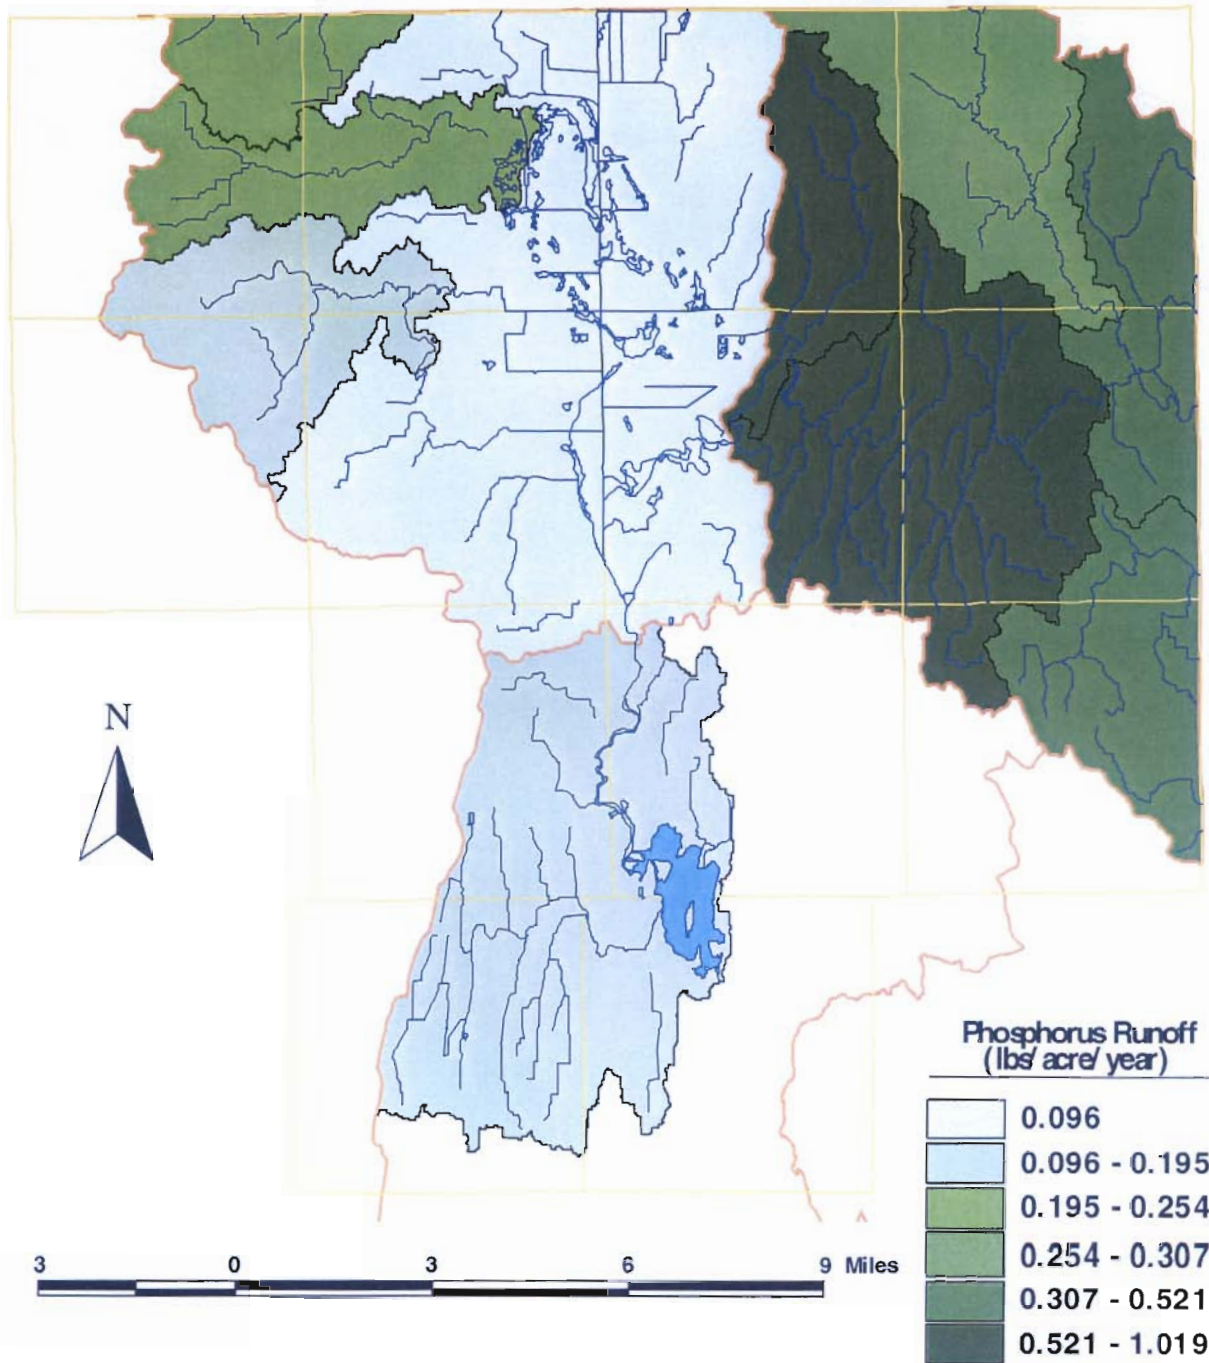 N
Phosphorus Runoff
(lbs/ acre/ year)
0.096
0.096 - 0.195
0.195 - 0.254
0.254 - 0.307
0.307 - 0.521
0.521 - 1.019
3 0 3 6 9 Miles